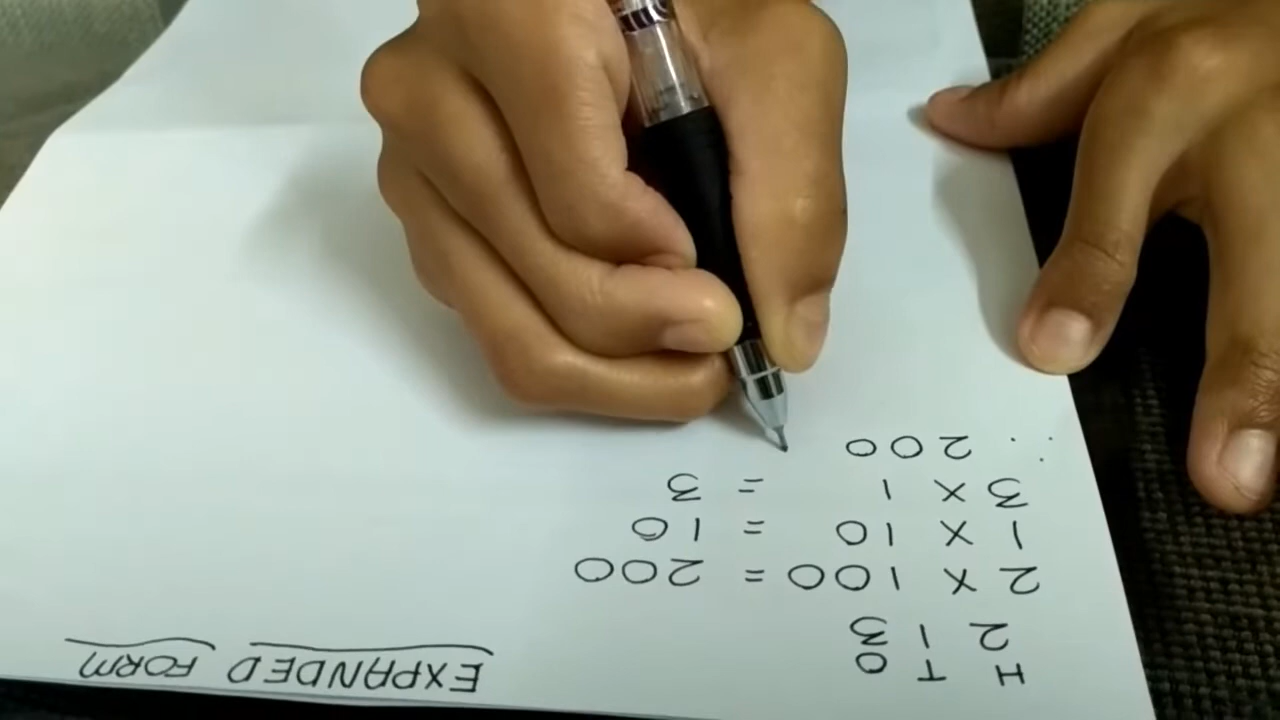 EXPANDED FORM
H T O
2 1 3
2 X 100 = 200
1 X 10 = 10
3 X 1 = 3
∴ 200